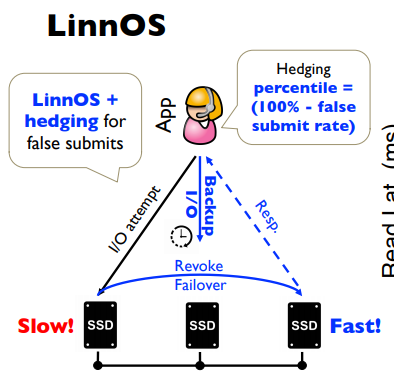 LinnOS
LinnOS +
hedging for
false submits
App
Hedging
percentile =
(100% - false
submit rate)
I/O attempt
Backup
I/O
Resp.
Revoke
Failover
Slow!
SSD
SSD
SSD
Fast!
Read Lat. (ms)